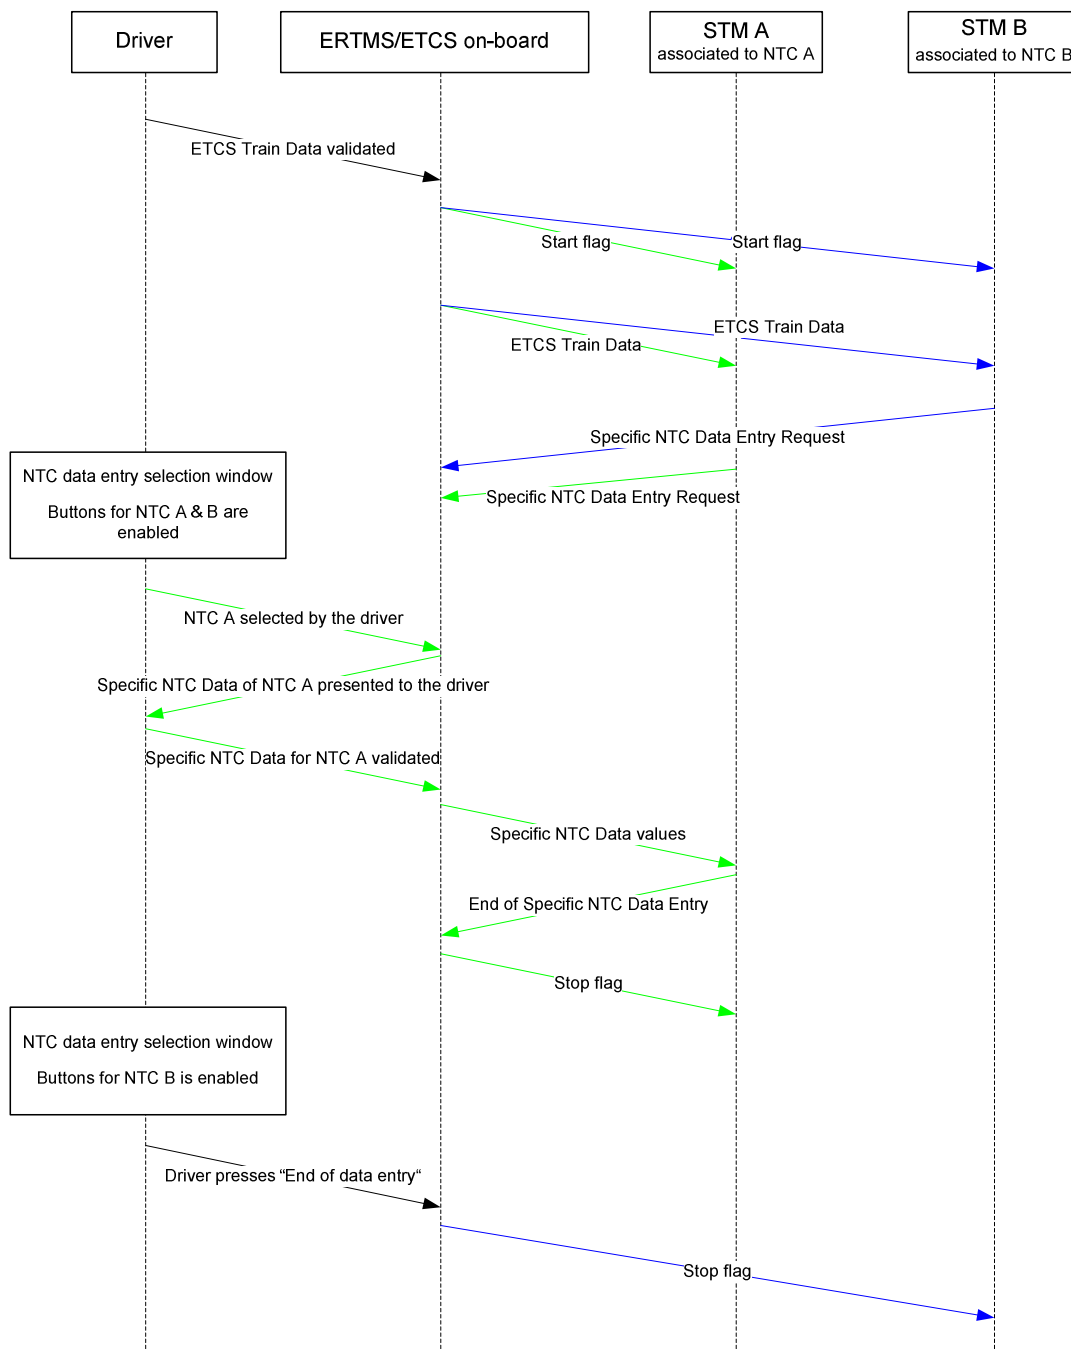 Driver
ERTMS/ETCS on-board
STM A
associated to NTC A
STM B
associated to NTC B
ETCS Train Data validated
Start flag
Start flag
ETCS Train Data
ETCS Train Data
Specific NTC Data Entry Request
Specific NTC Data Entry Request
NTC data entry selection window
Buttons for NTC A & B are
enabled
NTC A selected by the driver
Specific NTC Data of NTC A presented to the driver
Specific NTC Data for NTC A validated
Specific NTC Data values
End of Specific NTC Data Entry
Stop flag
NTC data entry selection window
Buttons for NTC B is enabled
Driver presses “End of data entry“
Stop flag